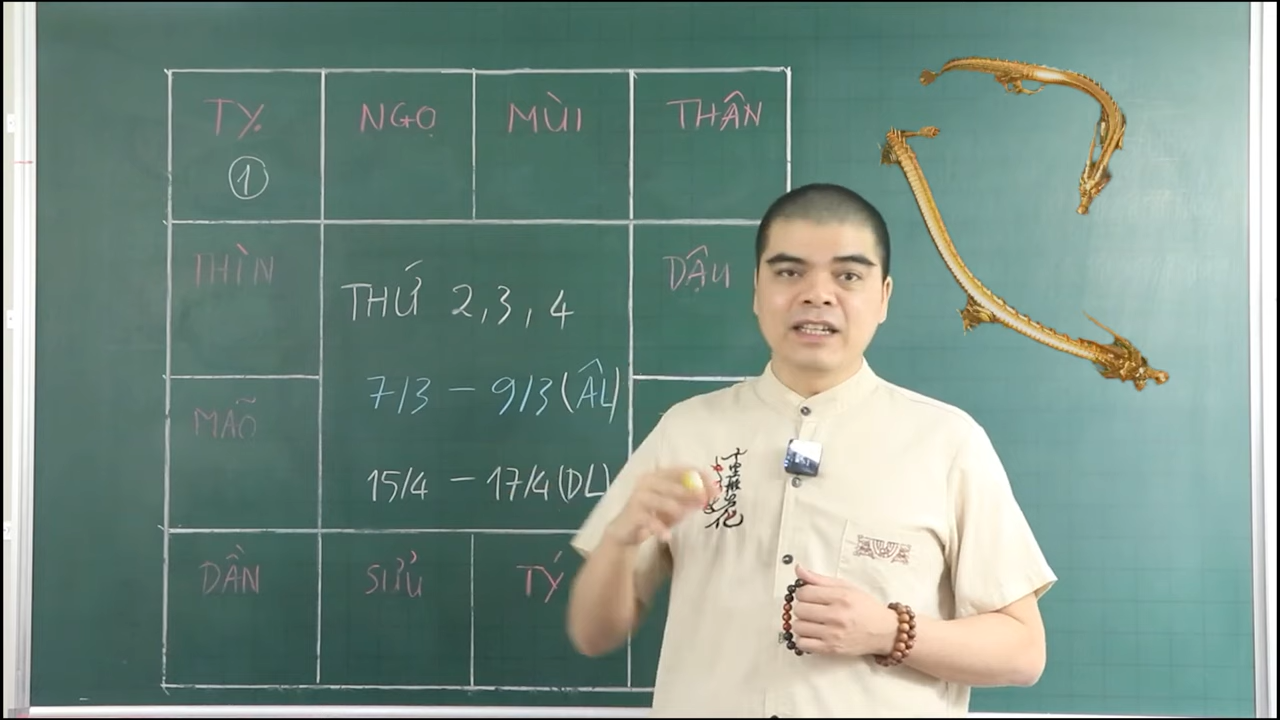 TỴ NGỌ MÙI THÂN
①
THÌN DẬU
THỨ 2,3,4
MÃO
7/3 – 9/3 (ÂL)
15/4 – 17/4 (DL)
DẦN SỬU TÝ